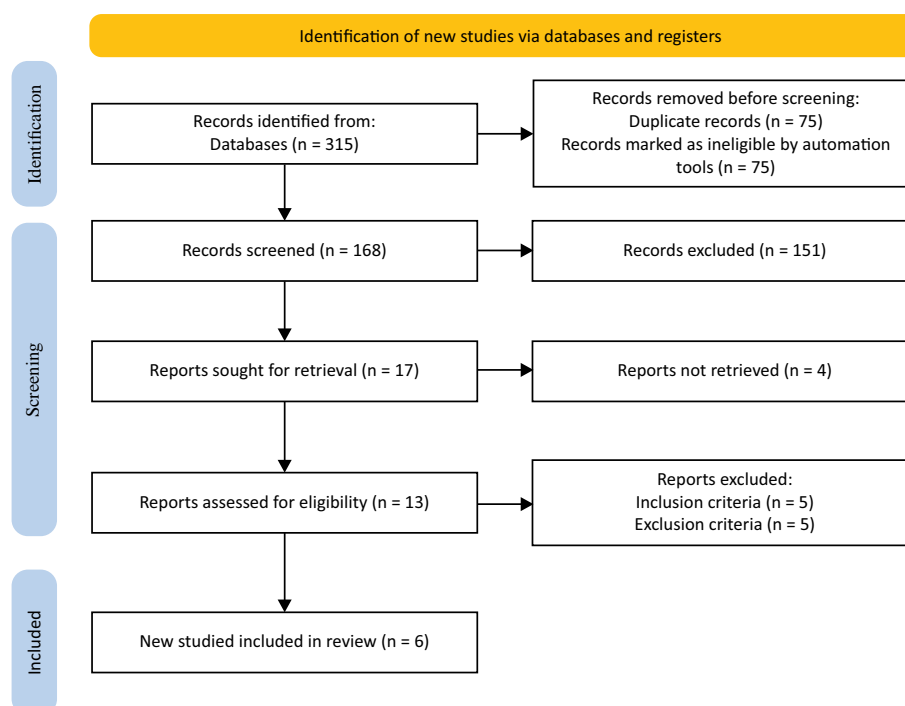 Identification of new studies via databases and registers
Identification
Records identified from:
Databases (n = 315)
Records removed before screening:
Duplicate records (n = 75)
Records marked as ineligible by automation
tools (n = 75)
Screening
Records screened (n = 168)
Records excluded (n = 151)
Reports sought for retrieval (n = 17)
Reports not retrieved (n = 4)
Reports assessed for eligibility (n = 13)
Reports excluded:
Inclusion criteria (n = 5)
Exclusion criteria (n = 5)
Included
New studied included in review (n = 6)